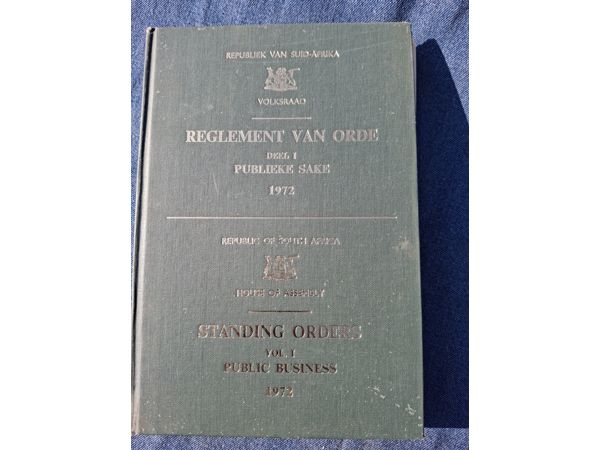 REPUBLIEK VAN SUID-AFRIKA
VOLKSRAAD
REGLEMENT VAN ORDE
DEEL I
PUBLIEKE SAKE
1972
REPUBLIC OF SOUTH AFRICA
HOUSE OF ASSEMBLY
STANDING ORDERS
VOL. I
PUBLIC BUSINESS
1972